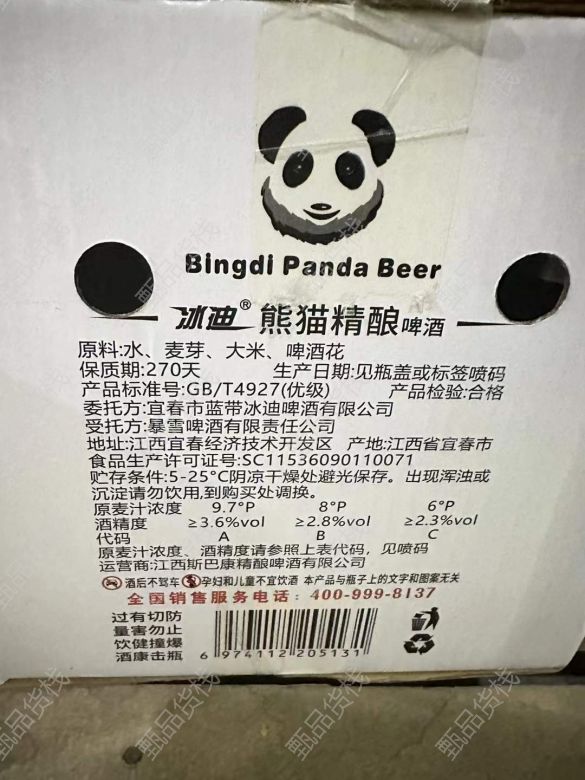 Bingdi Panda Beer
冰迪® 熊猫精酿啤酒
原料:水、麦芽、大米、啤酒花
保质期:270天 生产日期:见瓶盖或标签喷码
产品标准号:GB/T4927(优级) 产品检验:合格
委托方:宜春市蓝带冰迪啤酒有限公司
受托方:暴雪啤酒有限责任公司
地址:江西宜春经济技术开发区 产地:江西省宜春市
食品生产许可证号:SC11536090110071
贮存条件:5-25°C阴凉干燥处避光保存。出现浑浊或
沉淀请勿饮用,到购买处调换。
原麦汁浓度 9.7°P 8°P 6°P
酒精度 ≥3.6%vol ≥2.8%vol ≥2.3%vol
代码 A B C
原麦汁浓度、酒精度请参照上表代码，见喷码
运营商:江西斯巴康精酿啤酒有限公司
酒后不驾车 孕妇和儿童不宜饮酒 本产品与瓶子上的文字和图案无关
全国销售服务电话：400-999-8137
过有切防
量害勿止
饮健撞爆
酒康击瓶
6 974112 205131
甄品货栈